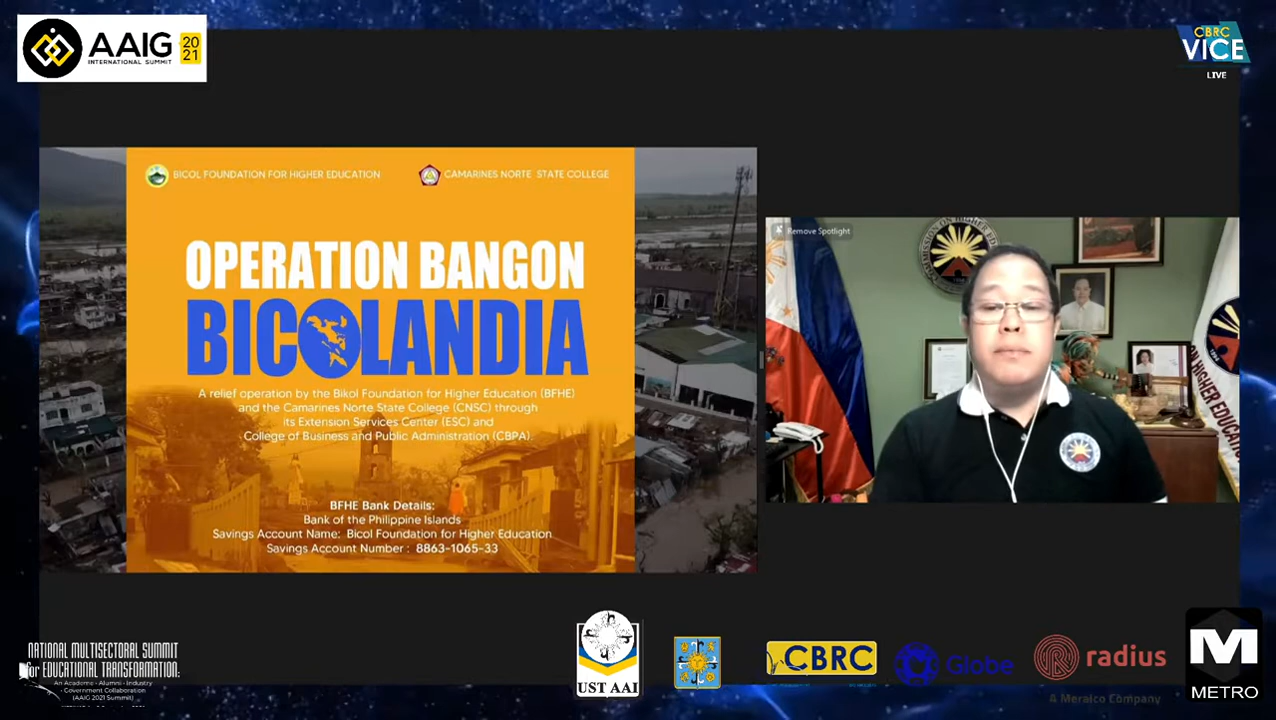 AAIG
20
21
INTERNATIONAL SUMMIT
CBRC
VICE
LIVE
BICOL FOUNDATION FOR HIGHER EDUCATION
CAMARINES NORTE STATE COLLEGE
OPERATION BANGON
BICOLANDIA
A relief operation by the Bikol Foundation for Higher Education (BFHE)
and the Camarines Norte State College (CNSC) through
its Extension Services Center (ESC) and
College of Business and Public Administration (CBPA).
BFHE Bank Details:
Bank of the Philippine Islands
Savings Account Name: Bicol Foundation for Higher Education
Savings Account Number : 8863-1065-33
Remove Spotlight
NATIONAL MULTISECTORAL SUMMIT
for EDUCATIONAL TRANSFORMATION:
An Academe - Alumni - Industry
- Government Collaboration
(AAIG 2021 Summit)
UST AAI
CBRC
Globe
radius
A Meralco Company
M
METRO